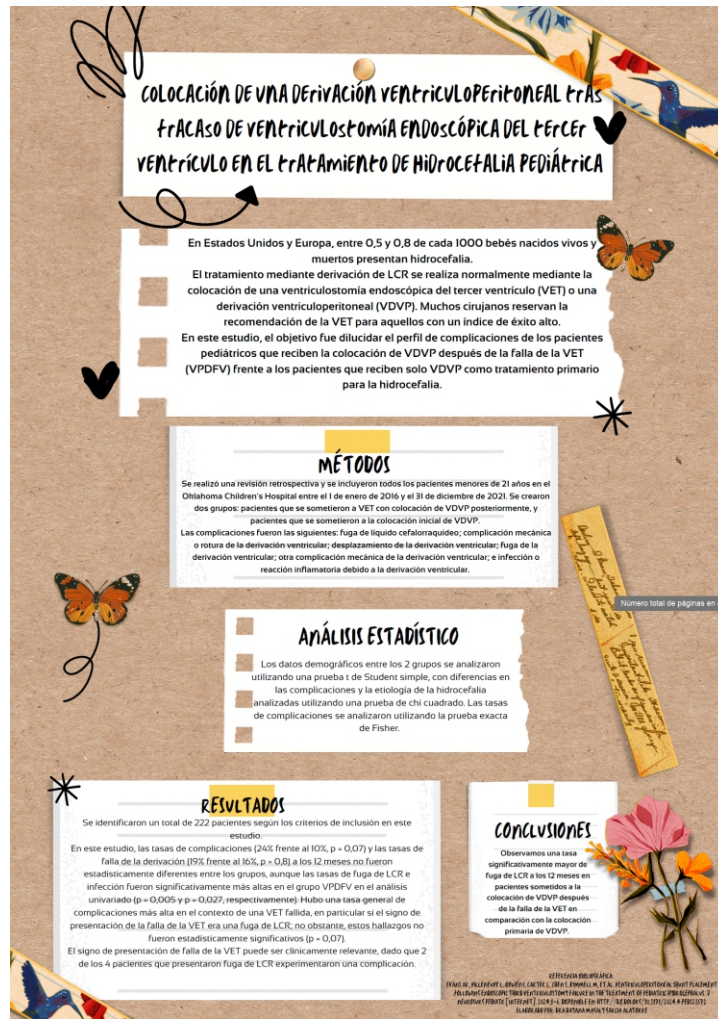 COLOCACIÓN DE UNA DERIVACIÓN VENTRICULOPERITONEAL TRAS
FRACASO DE VENTRICULOSTOMÍA ENDOSCÓPICA DEL TERCER
VENTRÍCULO EN EL TRATAMIENTO DE HIDROCEFALIA PEDIÁTRICA
En Estados Unidos y Europa, entre 0,5 y 0,8 de cada 1000 bebés nacidos vivos y
muertos presentan hidrocefalia.
El tratamiento mediante derivación de LCR se realiza normalmente mediante la
colocación de una ventriculostomía endoscópica del tercer ventrículo (VET) o una
derivación ventriculoperitoneal (VDVP). Muchos cirujanos reservan la
recomendación de la VET para aquellos con un índice de éxito alto.
En este estudio, el objetivo fue dilucidar el perfil de complicaciones de los pacientes
pediátricos que reciben la colocación de VDVP después de la falla de la VET
(VPDFV) frente a los pacientes que reciben solo VDVP como tratamiento primario
para la hidrocefalia.
MÉTODOS
Se realizó una revisión retrospectiva y se incluyeron todos los pacientes menores de 21 años en el
Oklahoma Children's Hospital entre el 1 de enero de 2016 y el 31 de diciembre de 2021. Se crearon
dos grupos: pacientes que se sometieron a VET con colocación de VDVP posteriormente, y
pacientes que se sometieron a la colocación inicial de VDVP.
Las complicaciones fueron las siguientes: fuga de líquido cefalorraquídeo; complicación mecánica
o rotura de la derivación ventricular; desplazamiento de la derivación ventricular; fuga de la
derivación ventricular; otra complicación mecánica de la derivación ventricular; e infección o
reacción inflamatoria debido a la derivación ventricular.
Número total de páginas en
ANÁLISIS ESTADÍSTICO
Los datos demográficos entre los 2 grupos se analizaron
utilizando una prueba t de Student simple, con diferencias en
las complicaciones y la etiología de la hidrocefalia
analizadas utilizando una prueba de chi cuadrado. Las tasas
de complicaciones se analizaron utilizando la prueba exacta
de Fisher.
RESULTADOS
Se identificaron un total de 222 pacientes según los criterios de inclusión en este
estudio.
En este estudio, las tasas de complicaciones (24% frente al 10%, p = 0,07) y las tasas de
falla de la derivación (19% frente al 16%, p = 0,8) a los 12 meses no fueron
estadísticamente diferentes entre los grupos, aunque las tasas de fuga de LCR e
infección fueron significativamente más altas en el grupo VPDFV en el análisis
univariado (p = 0,005 y p = 0,027, respectivamente). Hubo una tasa general de
complicaciones más alta en el contexto de una VET fallida, en particular si el signo de
presentación de la falla de la VET era una fuga de LCR; no obstante, estos hallazgos no
fueron estadísticamente significativos (p = 0,07).
El signo de presentación de falla de la VET puede ser clínicamente relevante, dado que 2
de los 4 pacientes que presentaron fuga de LCR experimentaron una complicación.
CONCLUSIONES
Observamos una tasa
significativamente mayor de
fuga de LCR a los 12 meses en
pacientes sometidos a la
colocación de VDVP después
de la falla de la VET en
comparación con la colocación
primaria de VDVP.
REFERENCIA BIBLIOGRÁFICA:
VENTRICULOPERITONEAL SHUNT PLACEMENT
FOLLOWING ENDOSCOPIC THIRD VENTRICULOSTOMY FAILURE IN THE TREATMENT OF PEDIATRIC HYDROCEPHALUS. J
ELABORADO POR: DRA DAYANA